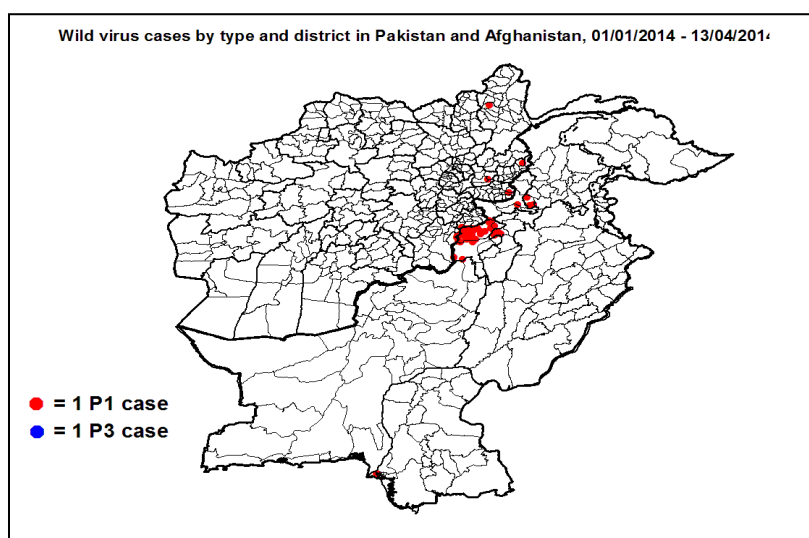 Wild virus cases by type and district in Pakistan and Afghanistan, 01/01/2014 - 13/04/201
= 1 P1 case
= 1 P3 case